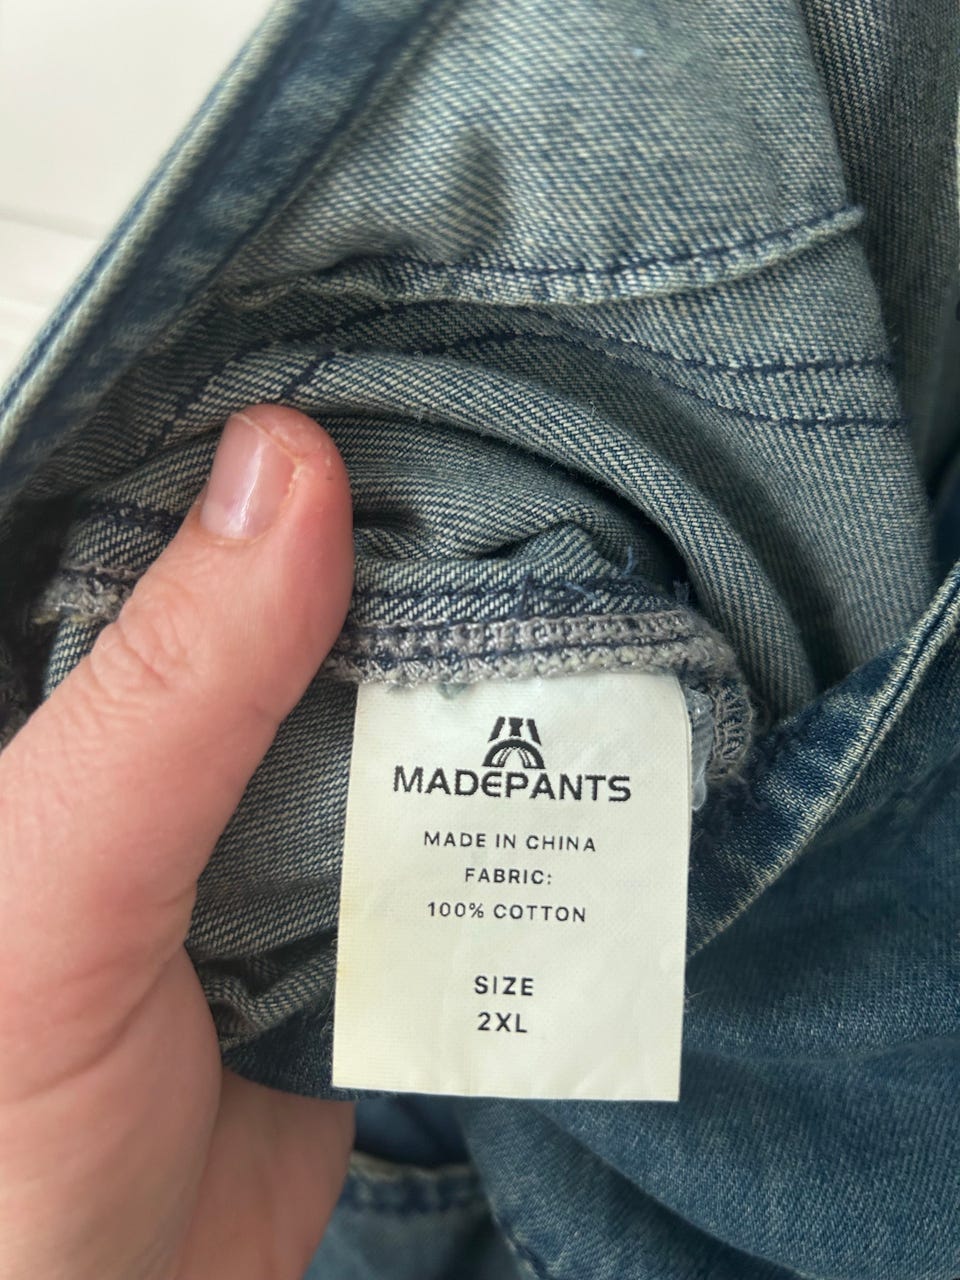 MADEPANTS
MADE IN CHINA
FABRIC:
100% COTTON
SIZE
2XL